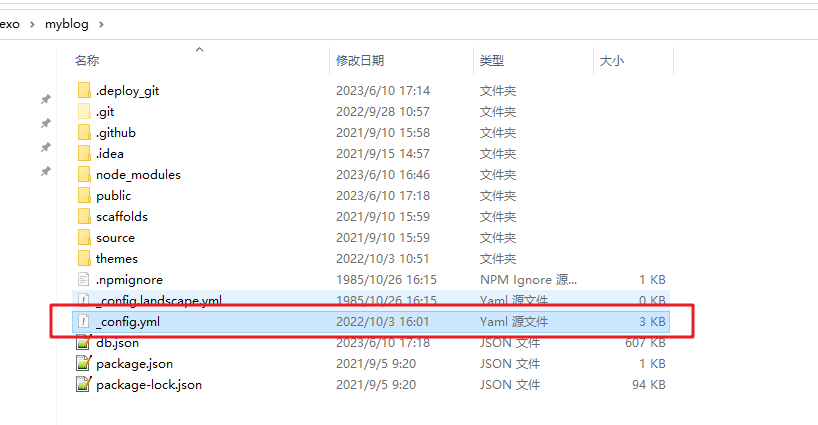 exo > myblog >
名称 修改日期 类型 大小
.deploy_git 2023/6/10 17:14 文件夹
.git 2022/9/28 10:57 文件夹
.github 2021/9/10 15:58 文件夹
.idea 2021/9/15 14:57 文件夹
node_modules 2023/6/10 16:46 文件夹
public 2023/6/10 17:18 文件夹
scaffolds 2021/9/10 15:59 文件夹
source 2021/9/10 15:59 文件夹
themes 2022/10/3 10:51 文件夹
.npmignore 1985/10/26 16:15 NPM Ignore 源... 1 KB
_config.landscape.yml 1985/10/26 16:15 Yaml 源文件 0 KB
_config.yml 2022/10/3 16:01 Yaml 源文件 3 KB
db.json 2023/6/10 17:18 JSON 文件 607 KB
package.json 2021/9/5 9:20 JSON 文件 1 KB
package-lock.json 2021/9/5 9:20 JSON 文件 94 KB